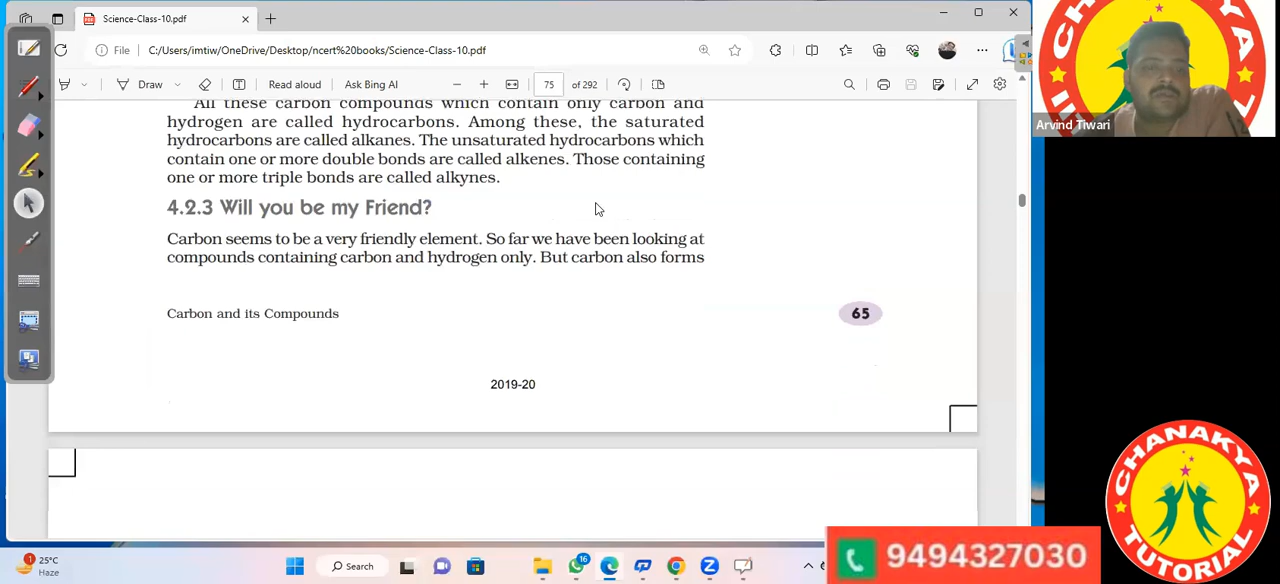 Science-Class-10.pdf
File
C:/Users/imtiw/OneDrive/Desktop/ncert%20books/Science-Class-10.pdf
Draw
Read aloud
Ask Bing AI
75
of 292
All these carbon compounds which contain only carbon and
hydrogen are called hydrocarbons. Among these, the saturated
hydrocarbons are called alkanes. The unsaturated hydrocarbons which
contain one or more double bonds are called alkenes. Those containing
one or more triple bonds are called alkynes.
4.2.3 Will you be my Friend?
Carbon seems to be a very friendly element. So far we have been looking at
compounds containing carbon and hydrogen only. But carbon also forms
Carbon and its Compounds
65
2019-20
Arvind Tiwari
CHANAKYA
TUTORIAL
9494327030
1
25°C
Haze
Search
16